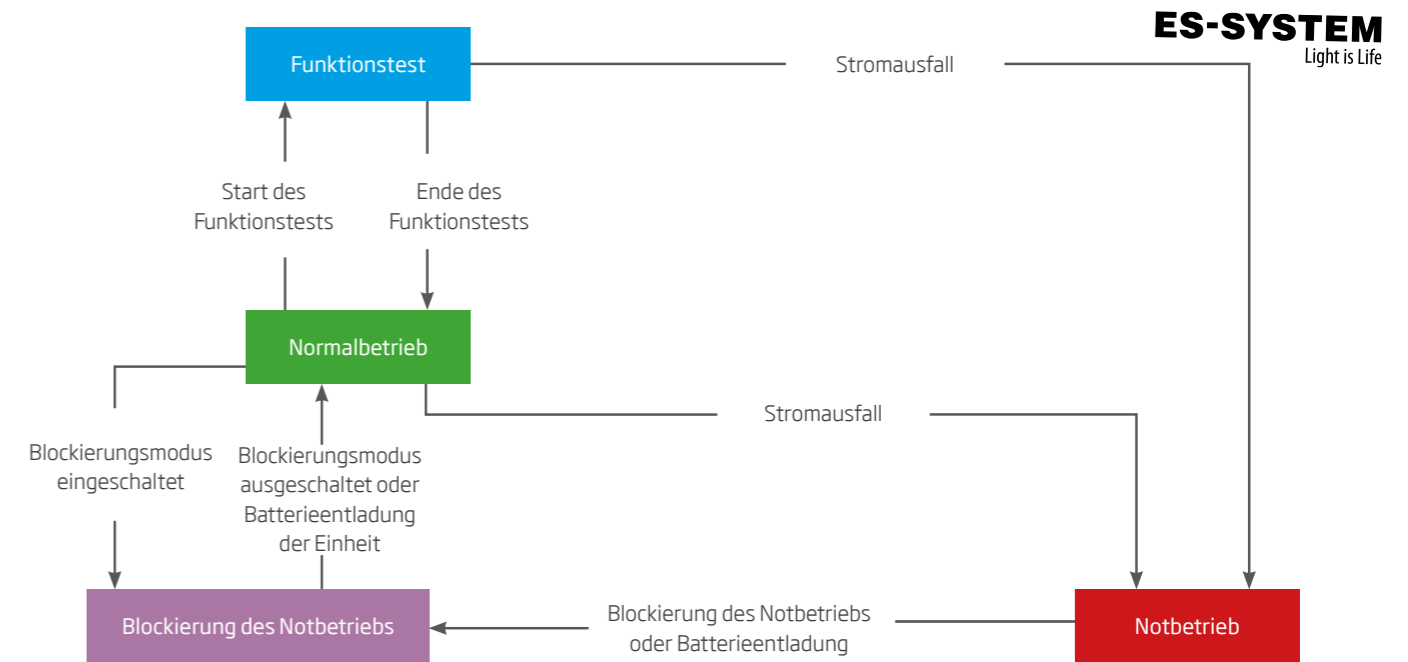 ES-SYSTEM
Light is Life
Funktionstest
Stromausfall
Start des
Funktionstests
Ende des
Funktionstests
Normalbetrieb
Stromausfall
Blockierungsmodus
eingeschaltet
Blockierungsmodus
ausgeschaltet oder
Batterieentladung
der Einheit
Blockierung des Notbetriebs
Blockierung des Notbetriebs
oder Batterieentladung
Notbetrieb